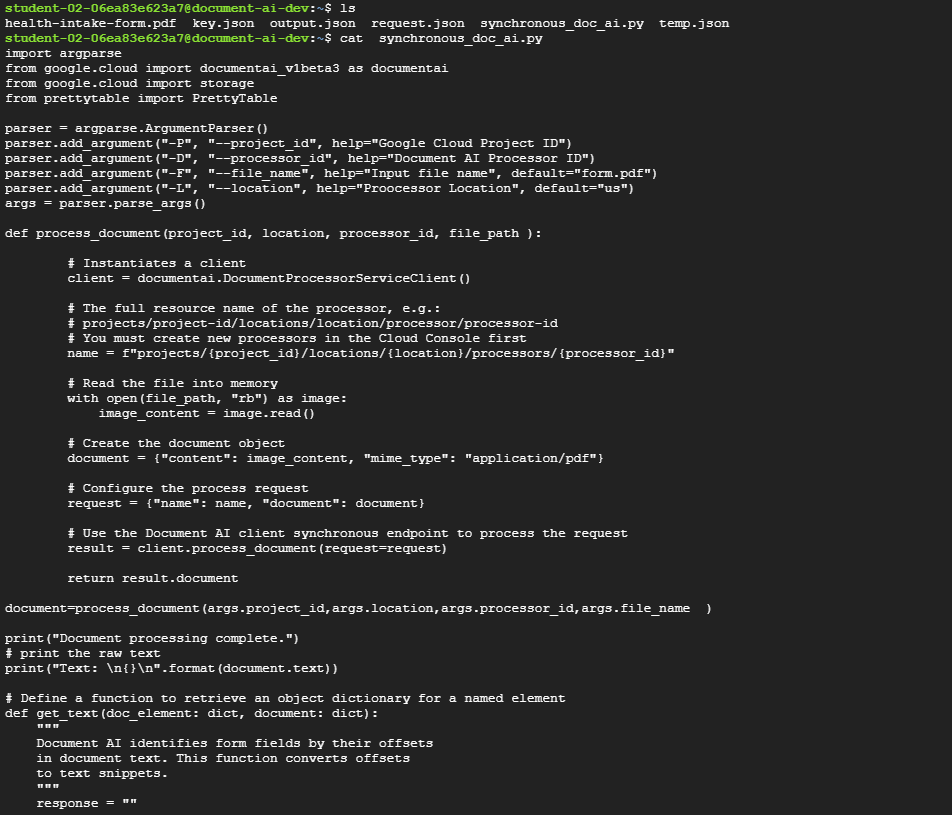 student-02-06ea83e623a7@document-ai-dev:~$ ls
health-intake-form.pdf  key.json  output.json  request.json  synchronous_doc_ai.py  temp.json
student-02-06ea83e623a7@document-ai-dev:~$ cat  synchronous_doc_ai.py
import argparse
from google.cloud import documentai_v1beta3 as documentai
from google.cloud import storage
from prettytable import PrettyTable

parser = argparse.ArgumentParser()
parser.add_argument("-P", "--project_id", help="Google Cloud Project ID")
parser.add_argument("-D", "--processor_id", help="Document AI Processor ID")
parser.add_argument("-F", "--file_name", help="Input file name", default="form.pdf")
parser.add_argument("-L", "--location", help="Proocessor Location", default="us")
args = parser.parse_args()

def process_document(project_id, location, processor_id, file_path ):

        # Instantiates a client
        client = documentai.DocumentProcessorServiceClient()

        # The full resource name of the processor, e.g.:
        # projects/project-id/locations/location/processor/processor-id
        # You must create new processors in the Cloud Console first
        name = f"projects/{project_id}/locations/{location}/processors/{processor_id}"

        # Read the file into memory
        with open(file_path, "rb") as image:
            image_content = image.read()

        # Create the document object
        document = {"content": image_content, "mime_type": "application/pdf"}

        # Configure the process request
        request = {"name": name, "document": document}

        # Use the Document AI client synchronous endpoint to process the request
        result = client.process_document(request=request)

        return result.document

document=process_document(args.project_id,args.location,args.processor_id,args.file_name  )

print("Document processing complete.")
# print the raw text
print("Text: \n{}\n".format(document.text))

# Define a function to retrieve an object dictionary for a named element
def get_text(doc_element: dict, document: dict):
    """
    Document AI identifies form fields by their offsets
    in document text. This function converts offsets
    to text snippets.
    """
    response = ""